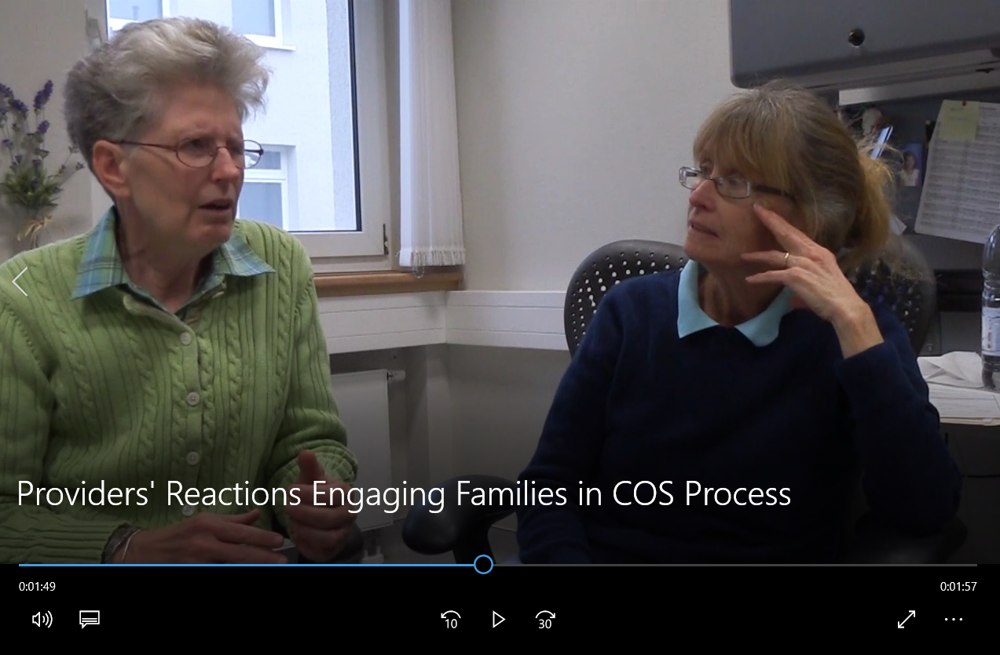 Providers' Reactions Engaging Families in COS Process
0:01:49
0:01:57
10
30